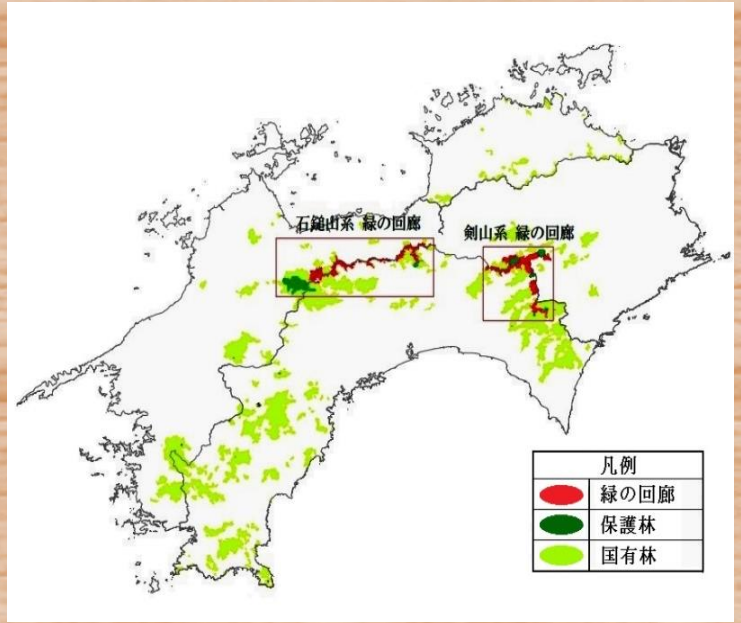 石鎚山系 緑の回廊
剣山系 緑の回廊
凡例
緑の回廊
保護林
国有林